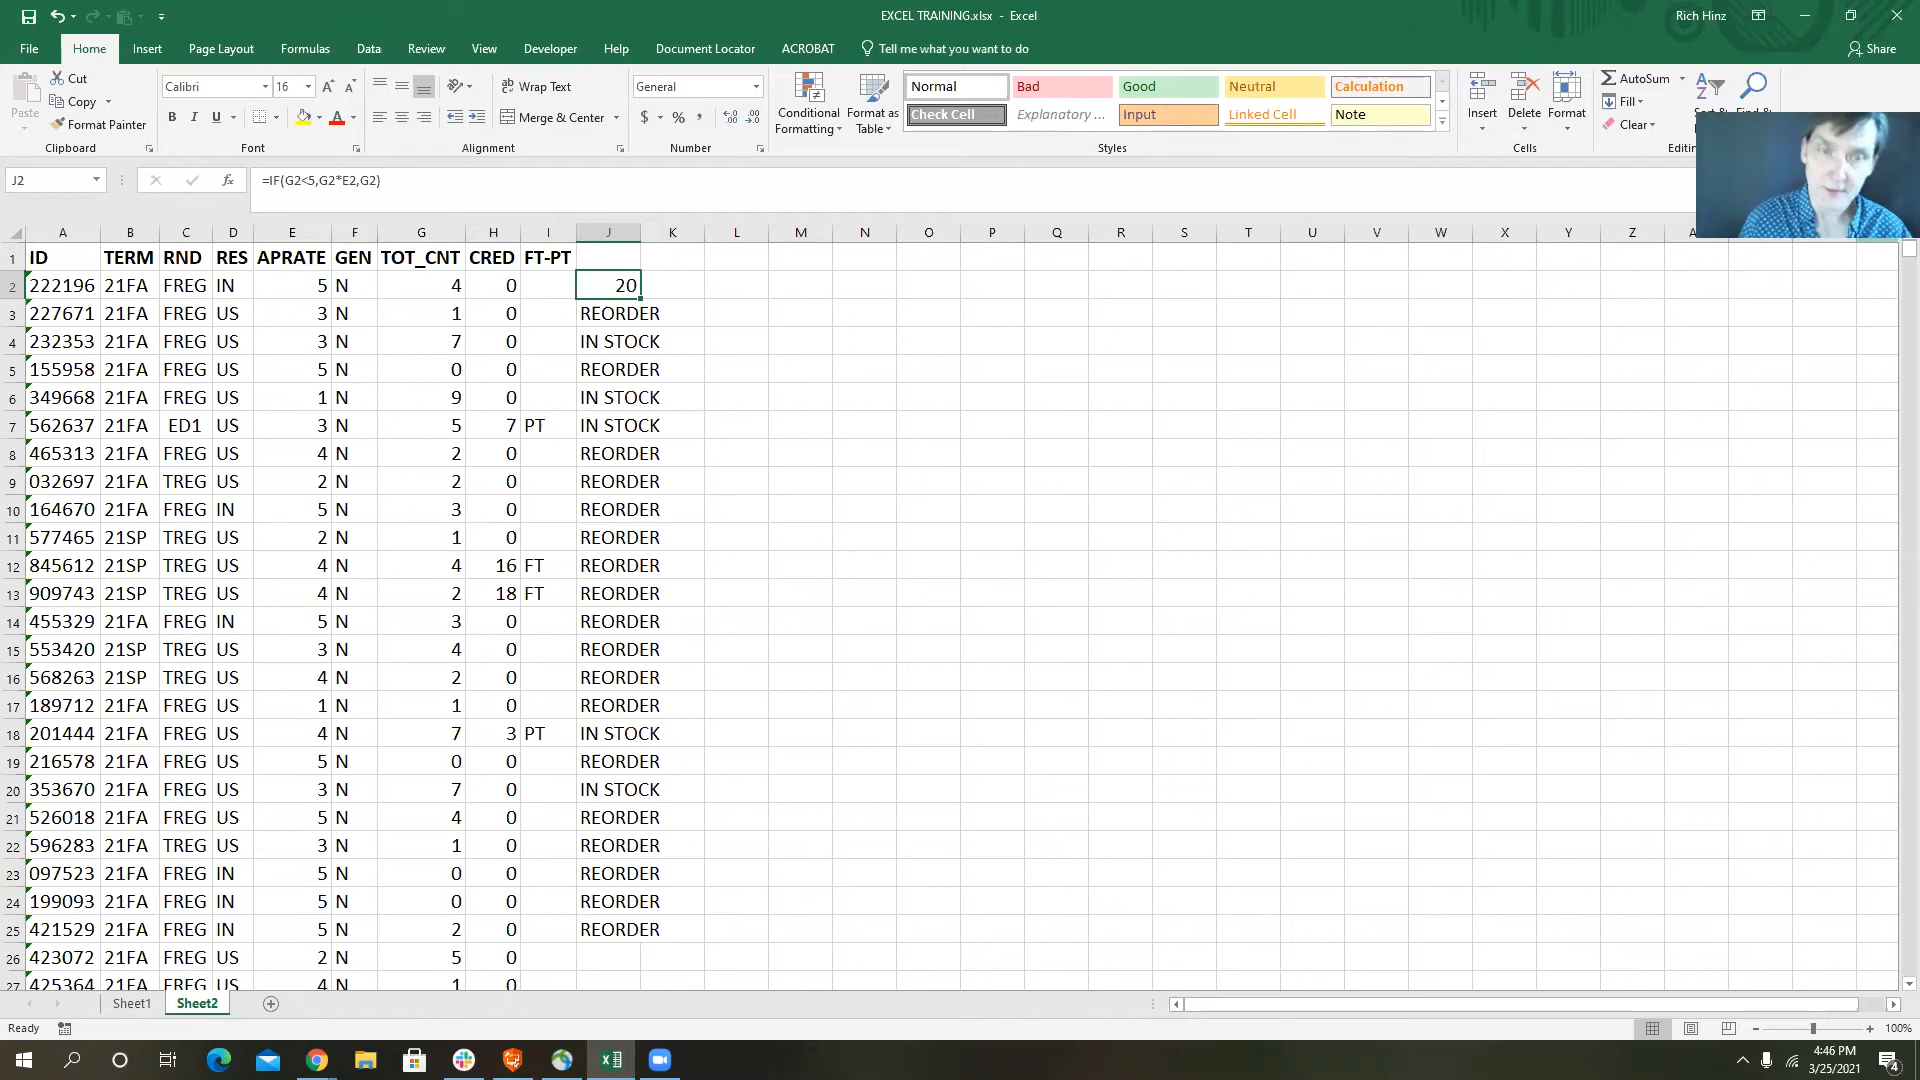 EXCEL TRAINING.xlsx - Excel
Rich Hinz
File Home Insert Page Layout Formulas Data Review View Developer Help Document Locator ACROBAT Tell me what you want to do Share
Paste
Cut
Copy
Format Painter
Calibri 16
B I U
Wrap Text
Merge & Center
General
$ % ,
Conditional Formatting
Format as Table
Normal Bad Good Neutral Calculation
Check Cell Explanatory ... Input Linked Cell Note
Insert Delete Format
AutoSum
Fill
Clear
Clipboard Font Alignment Number Styles Cells
J2 fx =IF(G2<5,G2*E2,G2)
A B C D E F G H I J K L M N O P Q R S T U V W X Y Z
1 ID TERM RND RES APRATE GEN TOT_CNT CRED FT-PT
2 222196 21FA FREG IN 5 N 4 0 20
3 227671 21FA FREG US 3 N 1 0 REORDER
4 232353 21FA FREG US 3 N 7 0 IN STOCK
5 155958 21FA FREG US 5 N 0 0 REORDER
6 349668 21FA FREG US 1 N 9 0 IN STOCK
7 562637 21FA ED1 US 3 N 5 7 PT IN STOCK
8 465313 21FA FREG US 4 N 2 0 REORDER
9 032697 21FA TREG US 2 N 2 0 REORDER
10 164670 21FA FREG IN 5 N 3 0 REORDER
11 577465 21SP TREG US 2 N 1 0 REORDER
12 845612 21SP TREG US 4 N 4 16 FT REORDER
13 909743 21SP TREG US 4 N 2 18 FT REORDER
14 455329 21FA FREG IN 5 N 3 0 REORDER
15 553420 21SP TREG US 3 N 4 0 REORDER
16 568263 21SP TREG US 4 N 2 0 REORDER
17 189712 21FA FREG US 1 N 1 0 REORDER
18 201444 21FA FREG US 4 N 7 3 PT IN STOCK
19 216578 21FA FREG US 5 N 0 0 REORDER
20 353670 21FA FREG US 3 N 7 0 IN STOCK
21 526018 21FA FREG US 5 N 4 0 REORDER
22 596283 21FA TREG US 3 N 1 0 REORDER
23 097523 21FA FREG IN 5 N 0 0 REORDER
24 199093 21FA FREG IN 5 N 0 0 REORDER
25 421529 21FA FREG IN 5 N 2 0 REORDER
26 423072 21FA FREG US 2 N 5 0
27 425364 21FA FREG US 4 N 1 0
Sheet1 Sheet2
Ready
100%
4:46 PM
3/25/2021
4